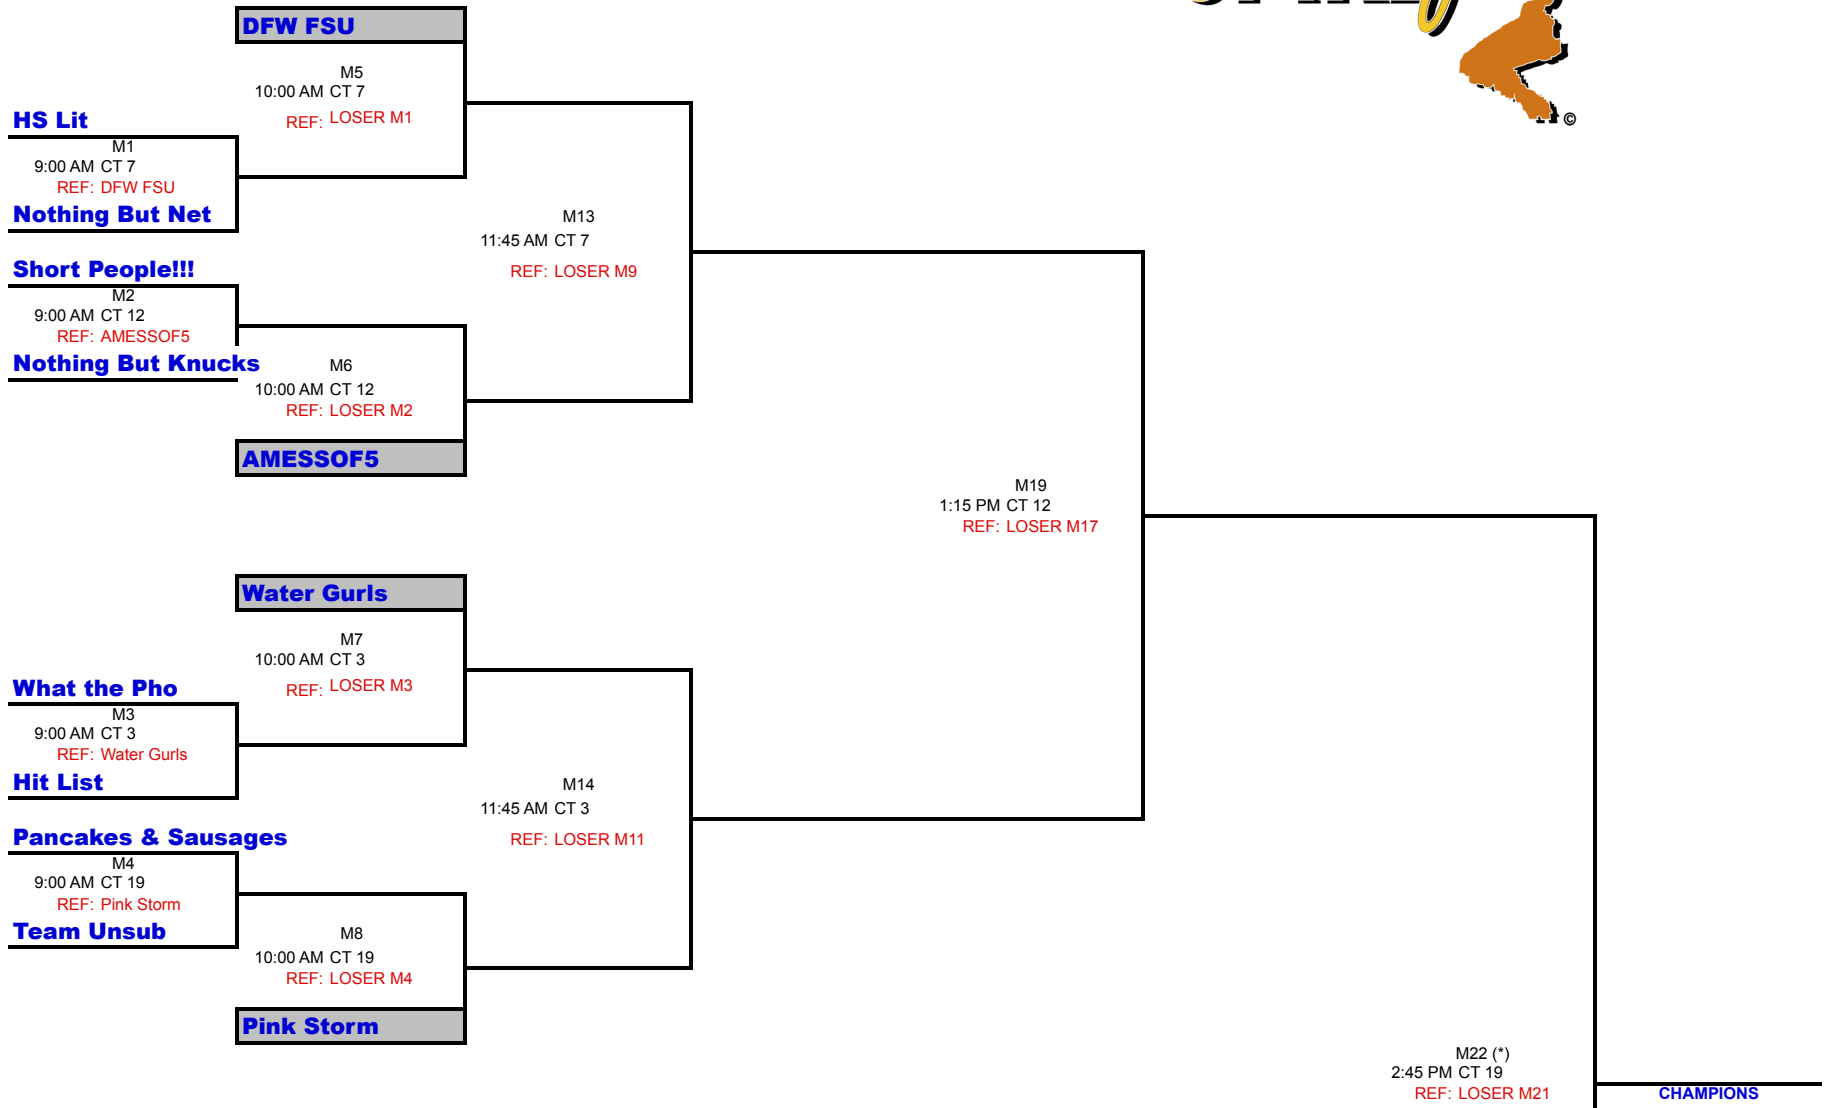 DFW FSU
M5
10:00 AM CT 7
REF: LOSER M1
HS Lit
M1
9:00 AM CT 7
REF: DFW FSU
Nothing But Net
M13
11:45 AM CT 7
REF: LOSER M9
Short People!!!
M2
9:00 AM CT 12
REF: AMESSOF5
Nothing But Knucks
M6
10:00 AM CT 12
REF: LOSER M2
AMESSOF5
M19
1:15 PM CT 12
REF: LOSER M17
Water Gurls
M7
10:00 AM CT 3
REF: LOSER M3
What the Pho
M3
9:00 AM CT 3
REF: Water Gurls
Hit List
M14
11:45 AM CT 3
REF: LOSER M11
Pancakes & Sausages
M4
9:00 AM CT 19
REF: Pink Storm
Team Unsub
M8
10:00 AM CT 19
REF: LOSER M4
Pink Storm
M22 (*)
2:45 PM CT 19
REF: LOSER M21
CHAMPIONS
©